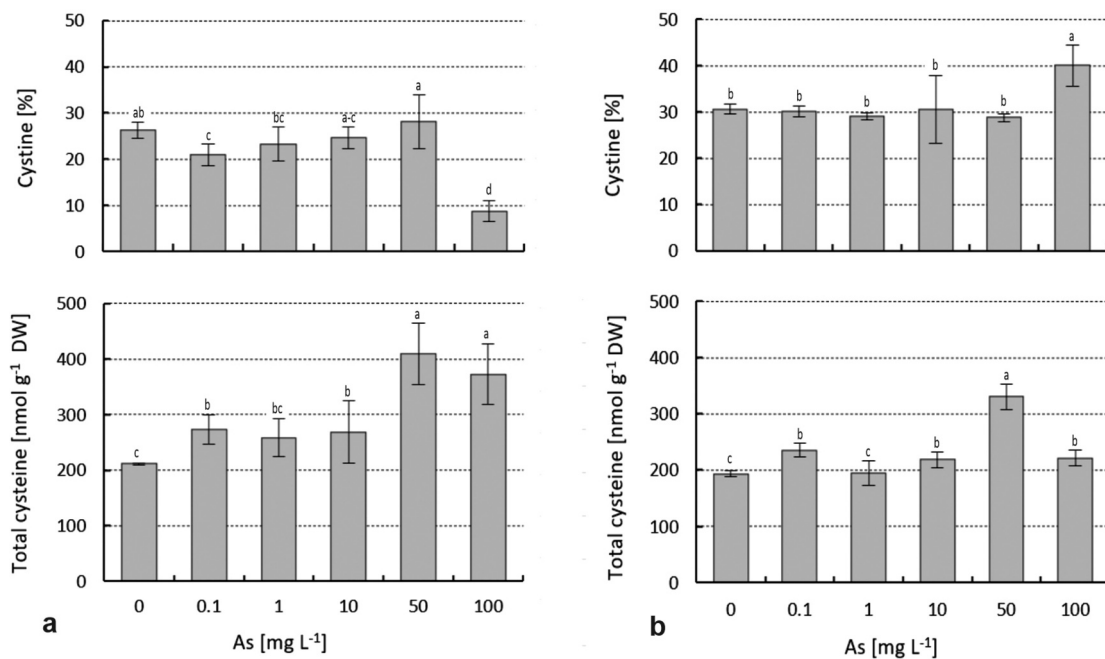 50
40
30
20
10
0
Cystine [%]
ab
c
bc
a-c
a
d
50
40
30
20
10
0
Cystine [%]
b
b
b
b
b
a
500
400
300
200
100
0
Total cysteine [nmol g⁻¹ DW]
c
b
bc
b
a
a
0 0.1 1 10 50 100
As [mg L⁻¹]
a
500
400
300
200
100
0
Total cysteine [nmol g⁻¹ DW]
c
b
c
b
a
b
0 0.1 1 10 50 100
As [mg L⁻¹]
b